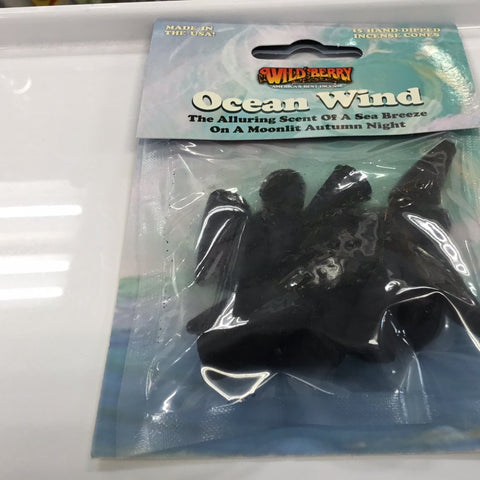 MADE IN
THE USA!
15 HAND-DIPPED
INCENSE CONES
WILD BERRY
AMERICA'S BEST INCENSE
Ocean Wind
The Alluring Scent Of A Sea Breeze
On A Moonlit Autumn Night